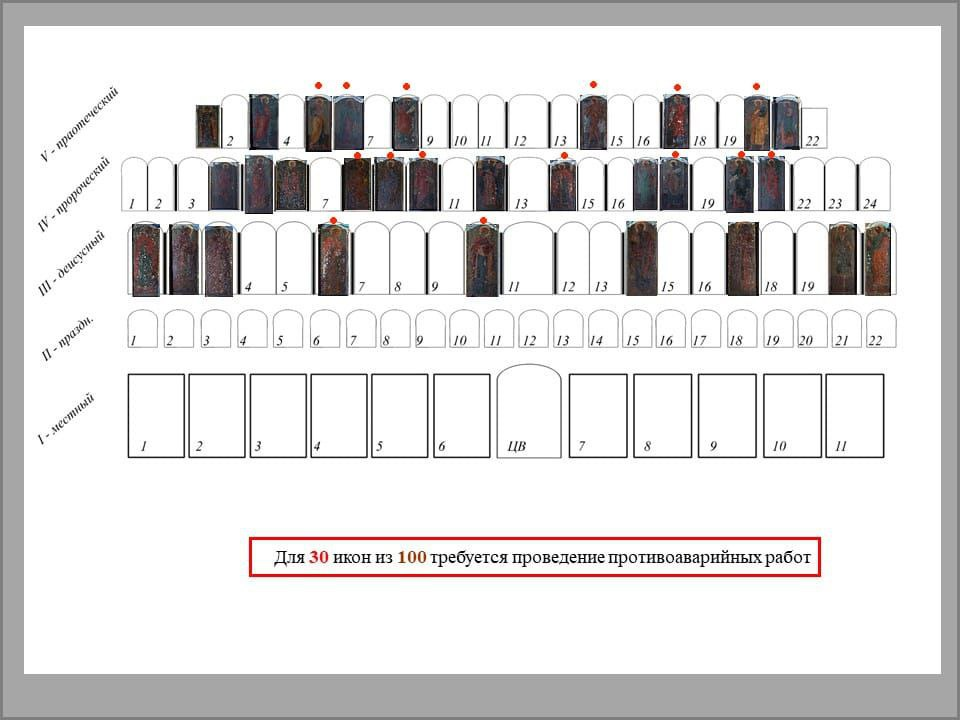 V - праотеческий
2 4 7 9 10 11 12 13 15 16 18 19 22
IV - пророческий
1 2 3 7 11 13 15 16 19 22 23 24
III - деисусный
4 5 7 8 9 11 12 13 15 16 18 19
II - праздн.
1 2 3 4 5 6 7 8 9 10 11 12 13 14 15 16 17 18 19 20 21 22
I - местный
1 2 3 4 5 6 ЦВ 7 8 9 10 11
Для 30 икон из 100 требуется проведение противоаварийных работ